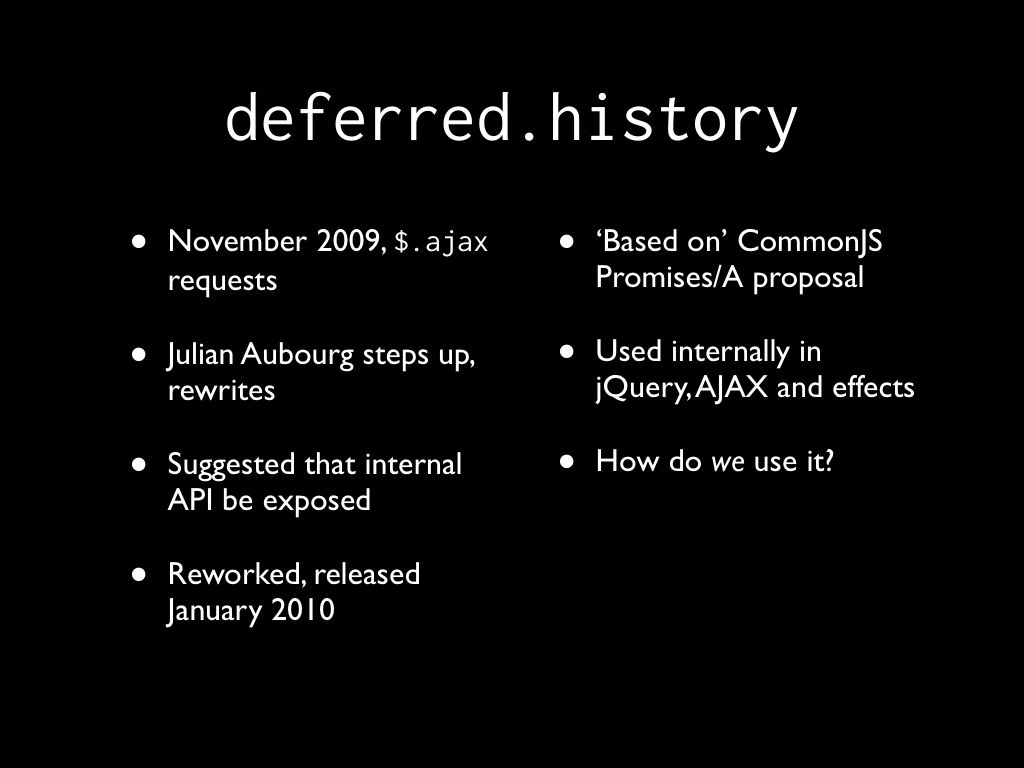 deferred.history
• November 2009, $.ajax
requests
• Julian Aubourg steps up,
rewrites
• Suggested that internal
API be exposed
• Reworked, released
January 2010
• ‘Based on’ CommonJS
Promises/A proposal
• Used internally in
jQuery, AJAX and effects
• How do we use it?